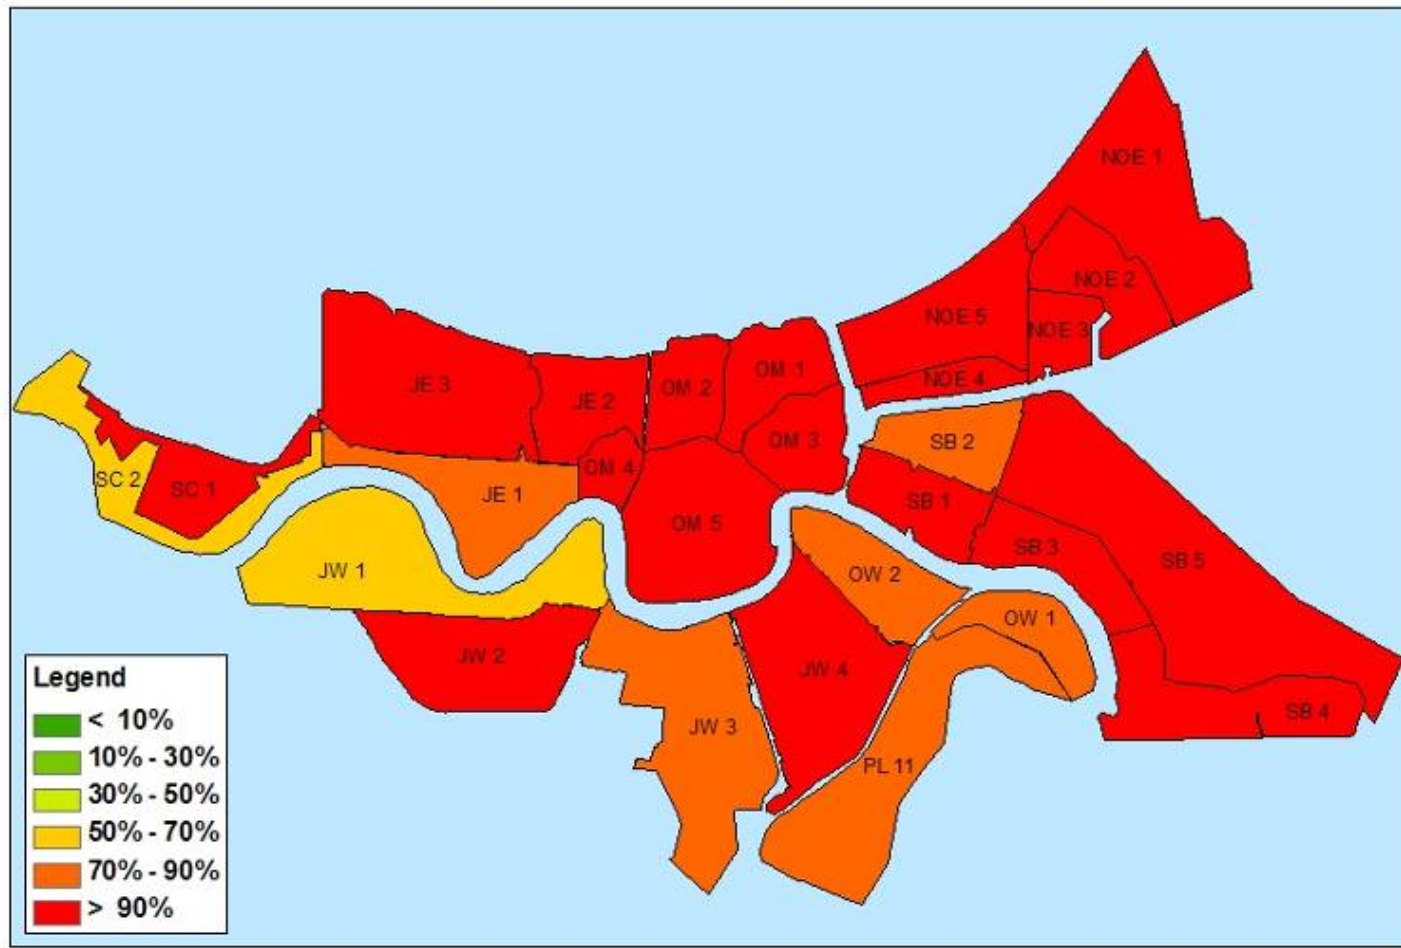 NOE 1
NOE 2
NOE 5
NOE 3
NOE 4
OM 1
JE 3
OM 2
JE 2
OM 3
SB 2
OM 4
SC 2
SC 1
JE 1
SB 1
OM 5
SB 3
SB 5
JW 1
OW 2
OW 1
JW 2
JW 4
SB 4
JW 3
PL 11
Legend
< 10%
10% - 30%
30% - 50%
50% - 70%
70% - 90%
> 90%